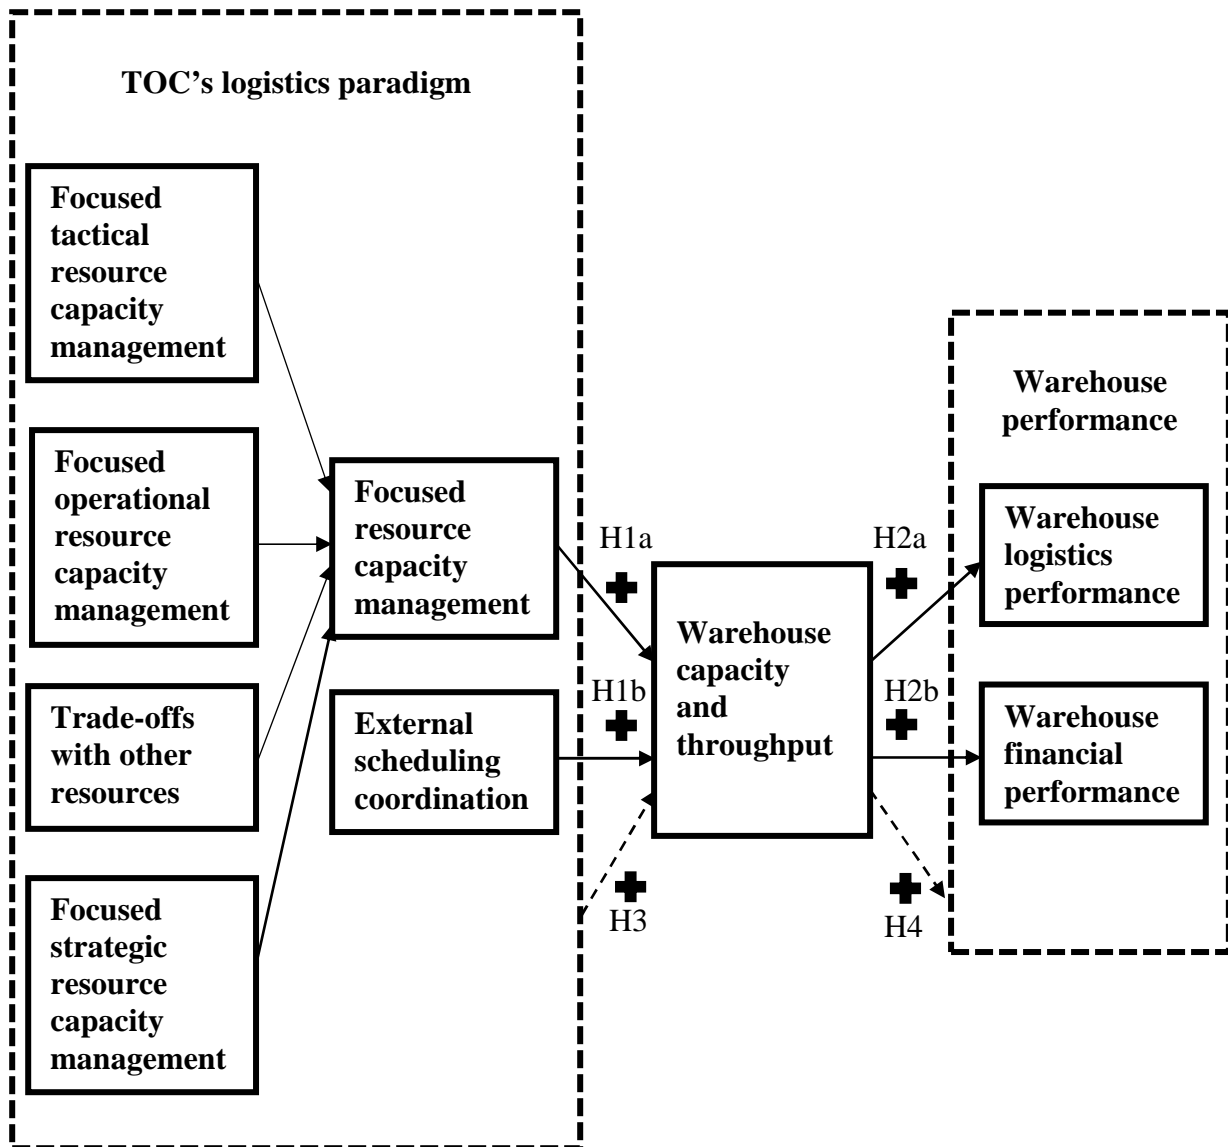 TOC’s logistics paradigm
Focused
tactical
resource
capacity
management
Focused
operational
resource
capacity
management
Trade-offs
with other
resources
Focused
strategic
resource
capacity
management
Focused
resource
capacity
management
External
scheduling
coordination
H1a
H1b
H3
Warehouse
capacity
and
throughput
H2a
H2b
H4
Warehouse
performance
Warehouse
logistics
performance
Warehouse
financial
performance